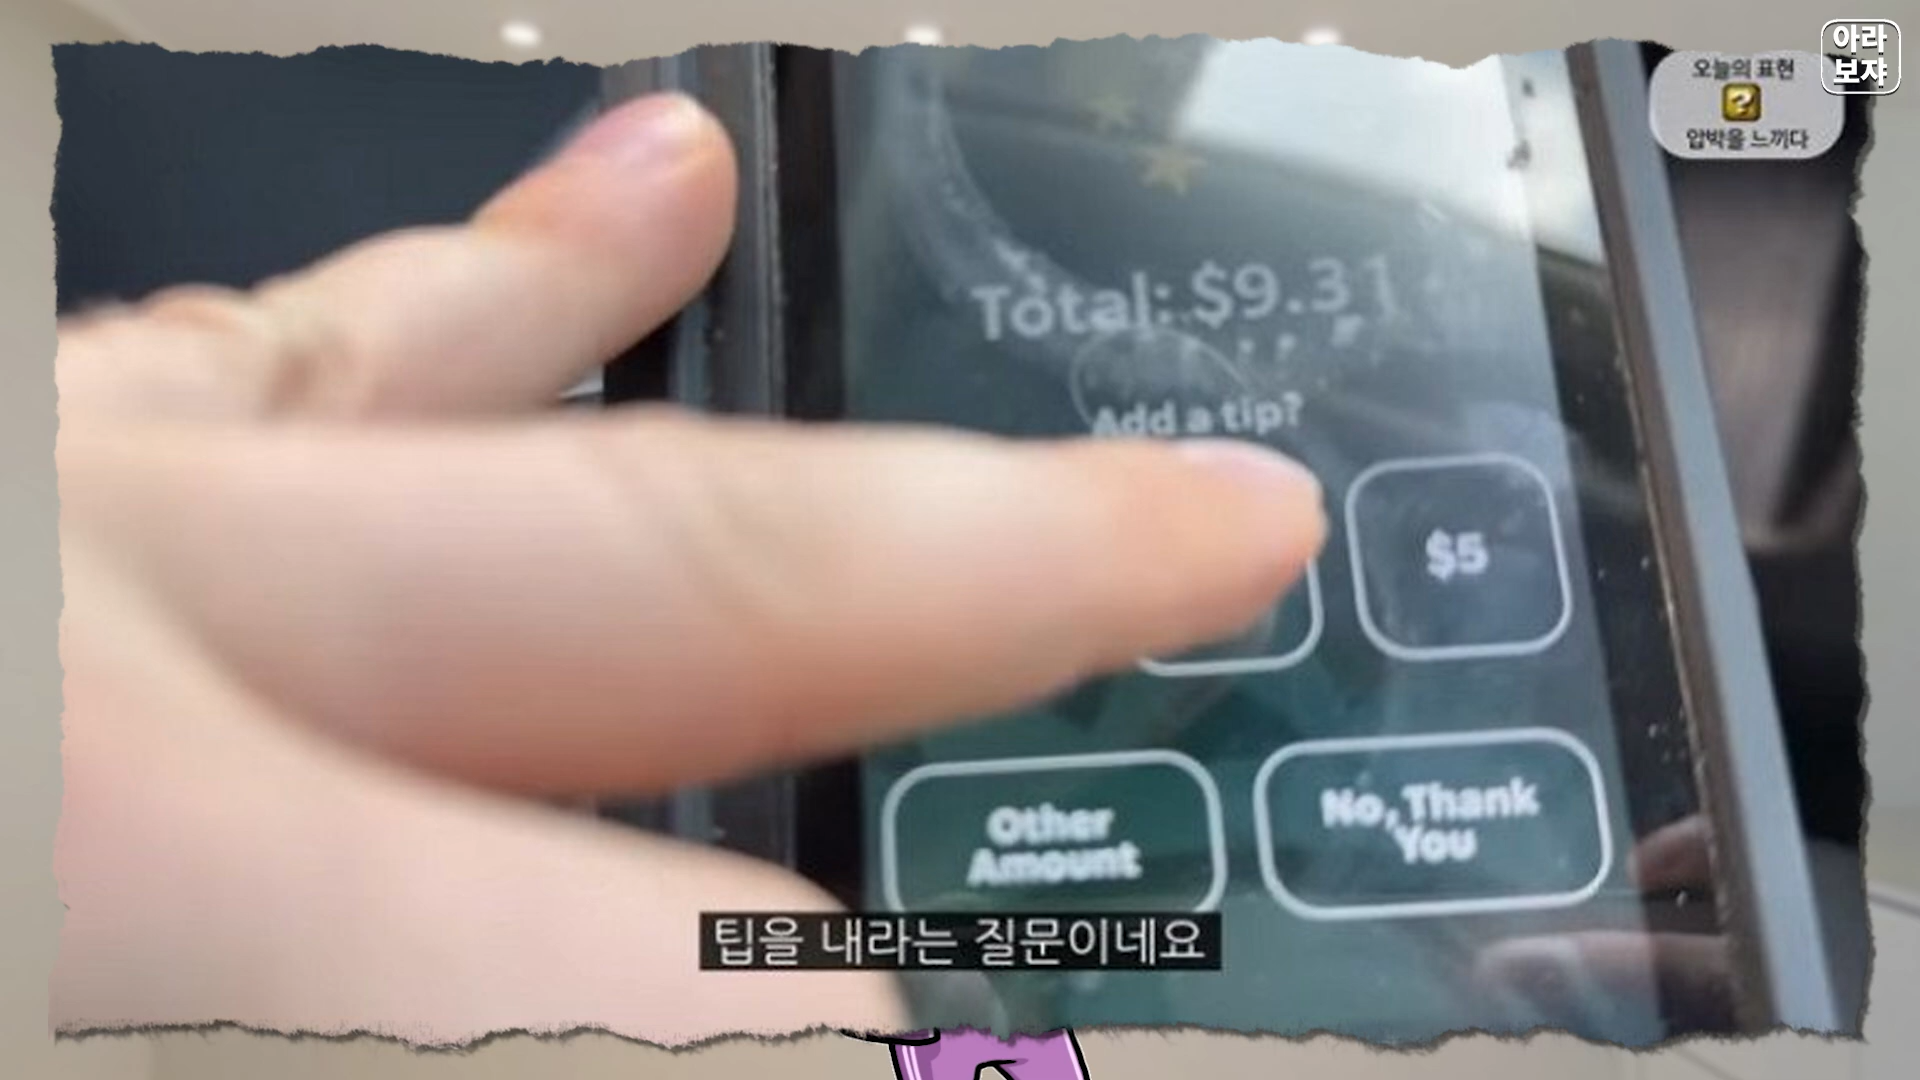 아라
보쟈
오늘의 표현
?
압박을 느끼다
Total: $9.31
Add a tip?
$5
Other
Amount
No, Thank
You
팁을 내라는 질문이네요